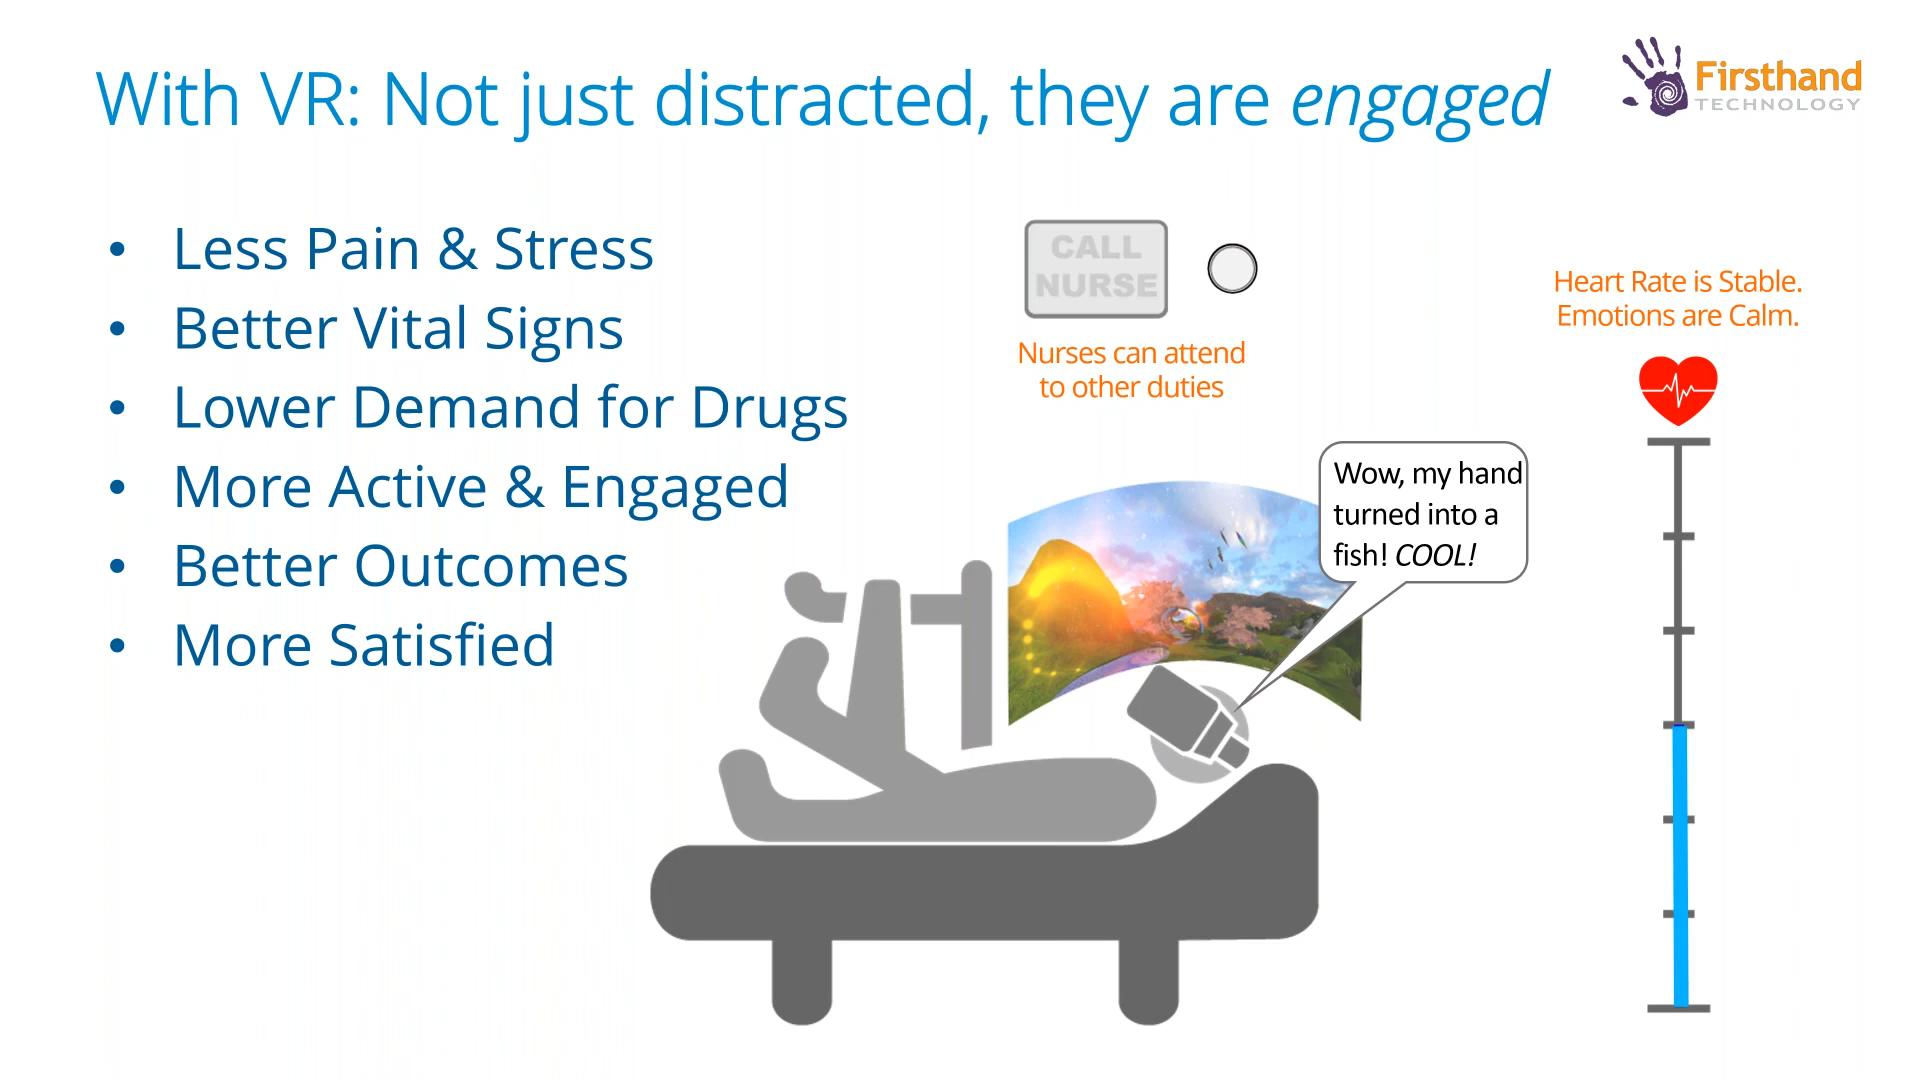 With VR: Not just distracted, they are engaged
Firsthand
TECHNOLOGY
• Less Pain & Stress
• Better Vital Signs
• Lower Demand for Drugs
• More Active & Engaged
• Better Outcomes
• More Satisfied
CALL
NURSE
Nurses can attend
to other duties
Heart Rate is Stable.
Emotions are Calm.
Wow, my hand
turned into a
fish! COOL!